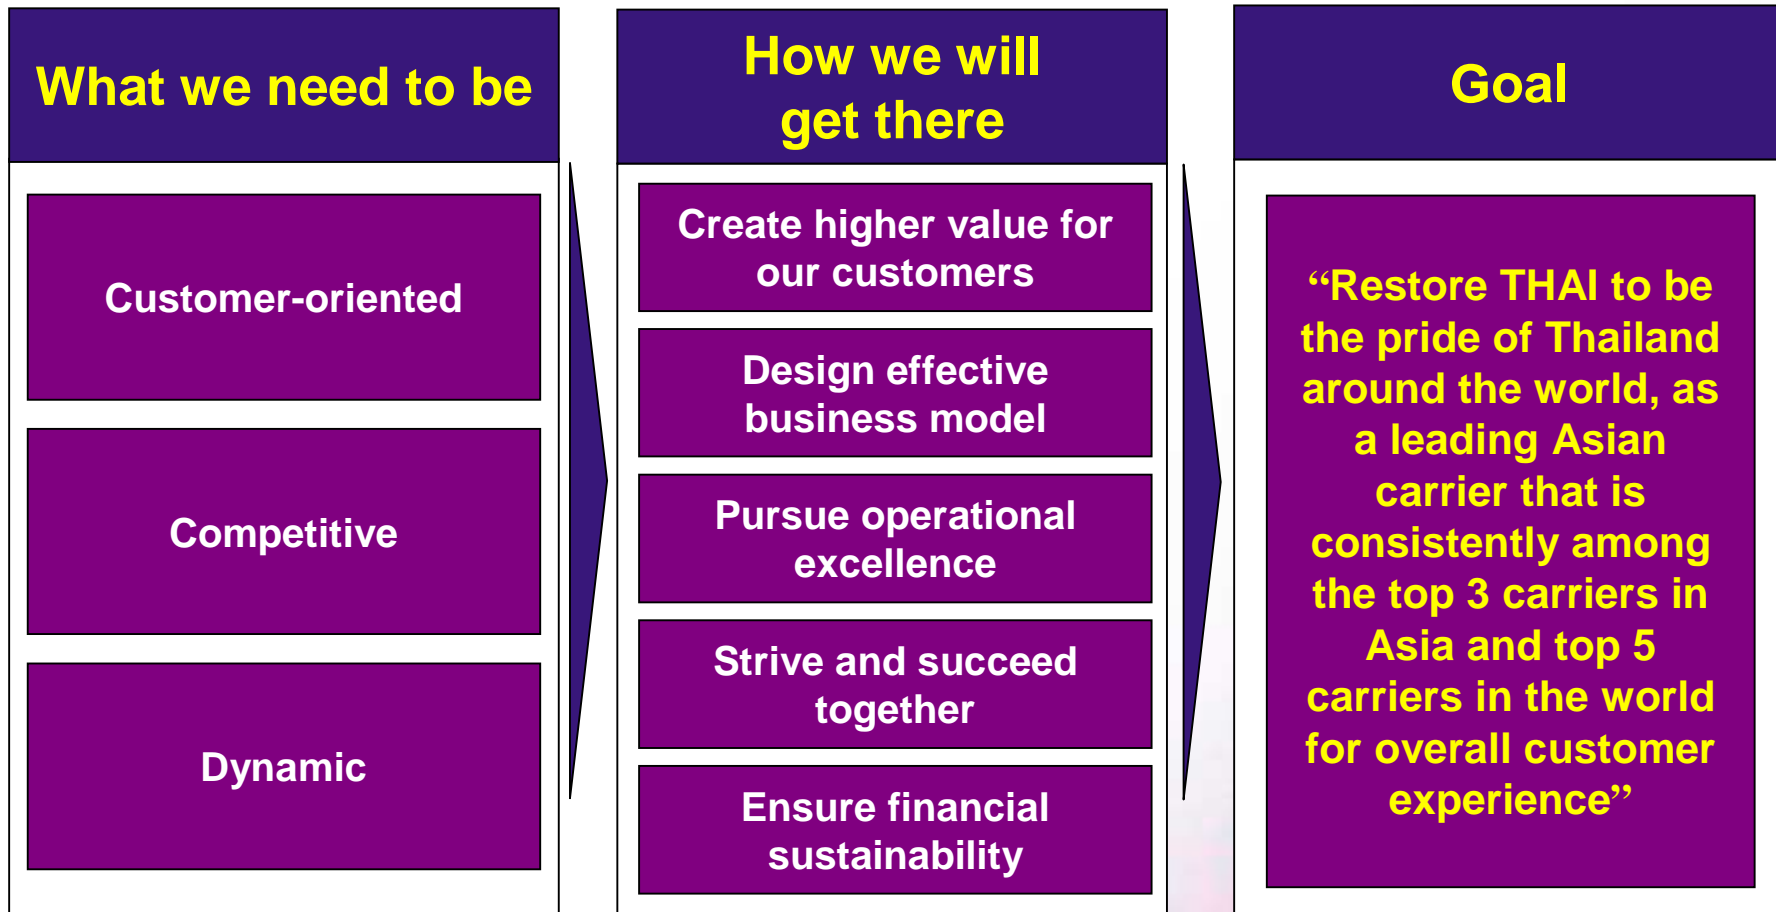 What we need to be
Customer-oriented
Competitive
Dynamic
How we will
get there
Create higher value for
our customers
Design effective
business model
Pursue operational
excellence
Strive and succeed
together
Ensure financial
sustainability
Goal
“Restore THAI to be
the pride of Thailand
around the world, as
a leading Asian
carrier that is
consistently among
the top 3 carriers in
Asia and top 5
carriers in the world
for overall customer
experience”